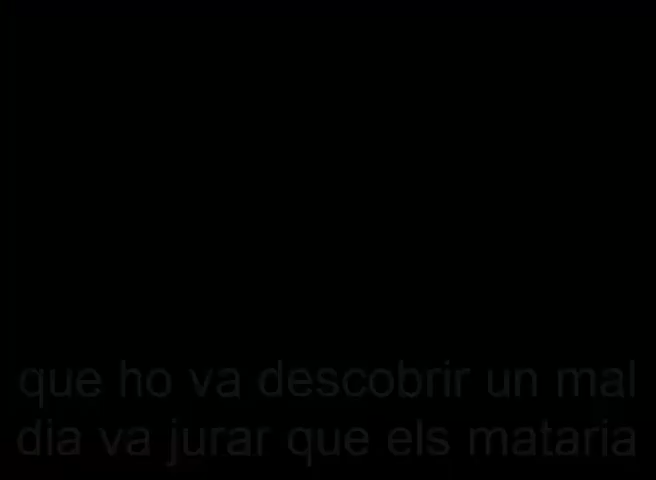 que ho va descobrir un mal
dia va jurar que els mataria